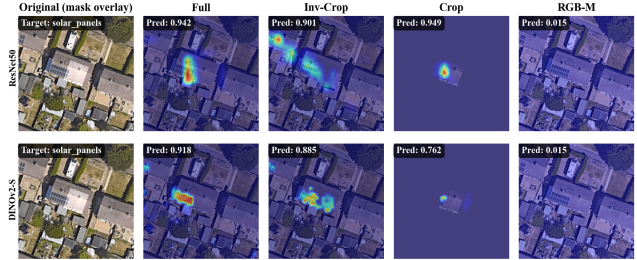 Original (mask overlay) Full Inv-Crop Crop RGB-M
ResNet50
Target: solar_panels Pred: 0.942 Pred: 0.901 Pred: 0.949 Pred: 0.015
DINOv2-S
Target: solar_panels Pred: 0.918 Pred: 0.885 Pred: 0.762 Pred: 0.015